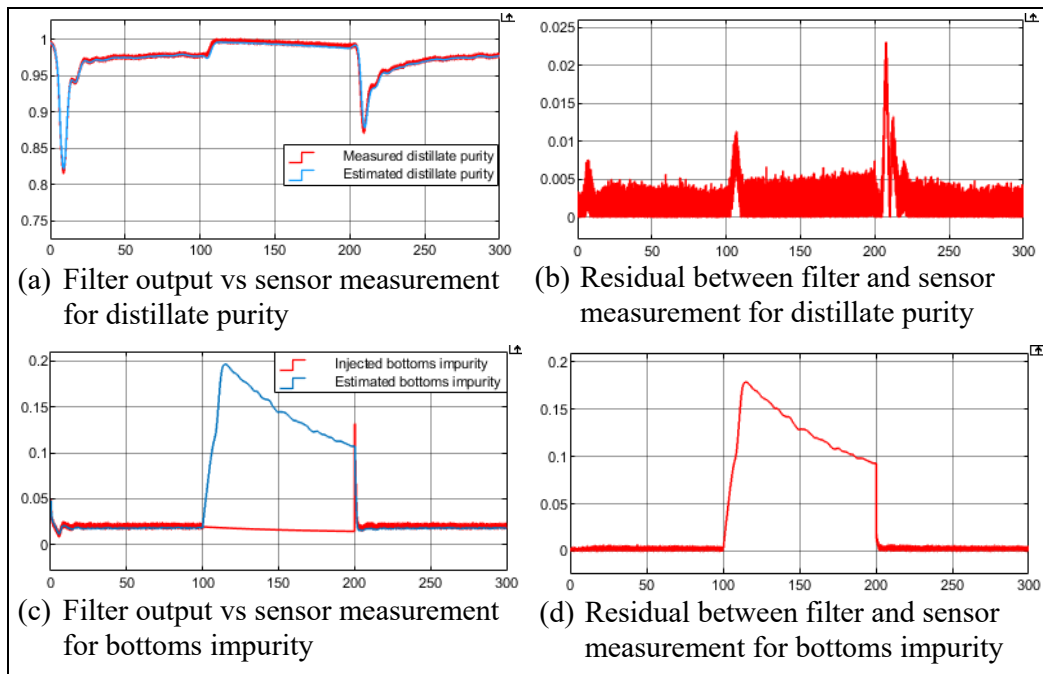 1
0.95
0.9
0.85
0.8
0.75
0 50 100 150 200 250 300
Measured distillate purity
Estimated distillate purity
(a) Filter output vs sensor measurement
for distillate purity
0.025
0.02
0.015
0.01
0.005
0
0 50 100 150 200 250 300
(b) Residual between filter and sensor
measurement for distillate purity
0.2
0.15
0.1
0.05
0
0 50 100 150 200 250 300
Injected bottoms impurity
Estimated bottoms impurity
(c) Filter output vs sensor measurement
for bottoms impurity
0.2
0.15
0.1
0.05
0
0 50 100 150 200 250 300
(d) Residual between filter and sensor
measurement for bottoms impurity